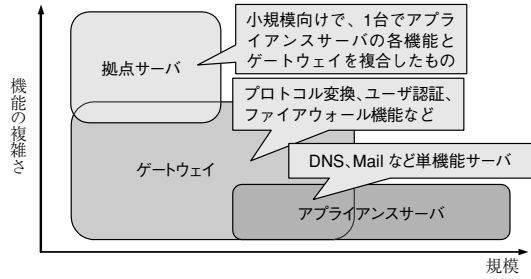 小規模向けで、1台でアプラ
イアンスサーバの各機能と
ゲートウェイを複合したもの
拠点サーバ
プロトコル変換、ユーザ認証、
ファイアウォール機能など
機能の複雑さ
DNS、Mail など単機能サーバ
ゲートウェイ
アプライアンスサーバ
規模